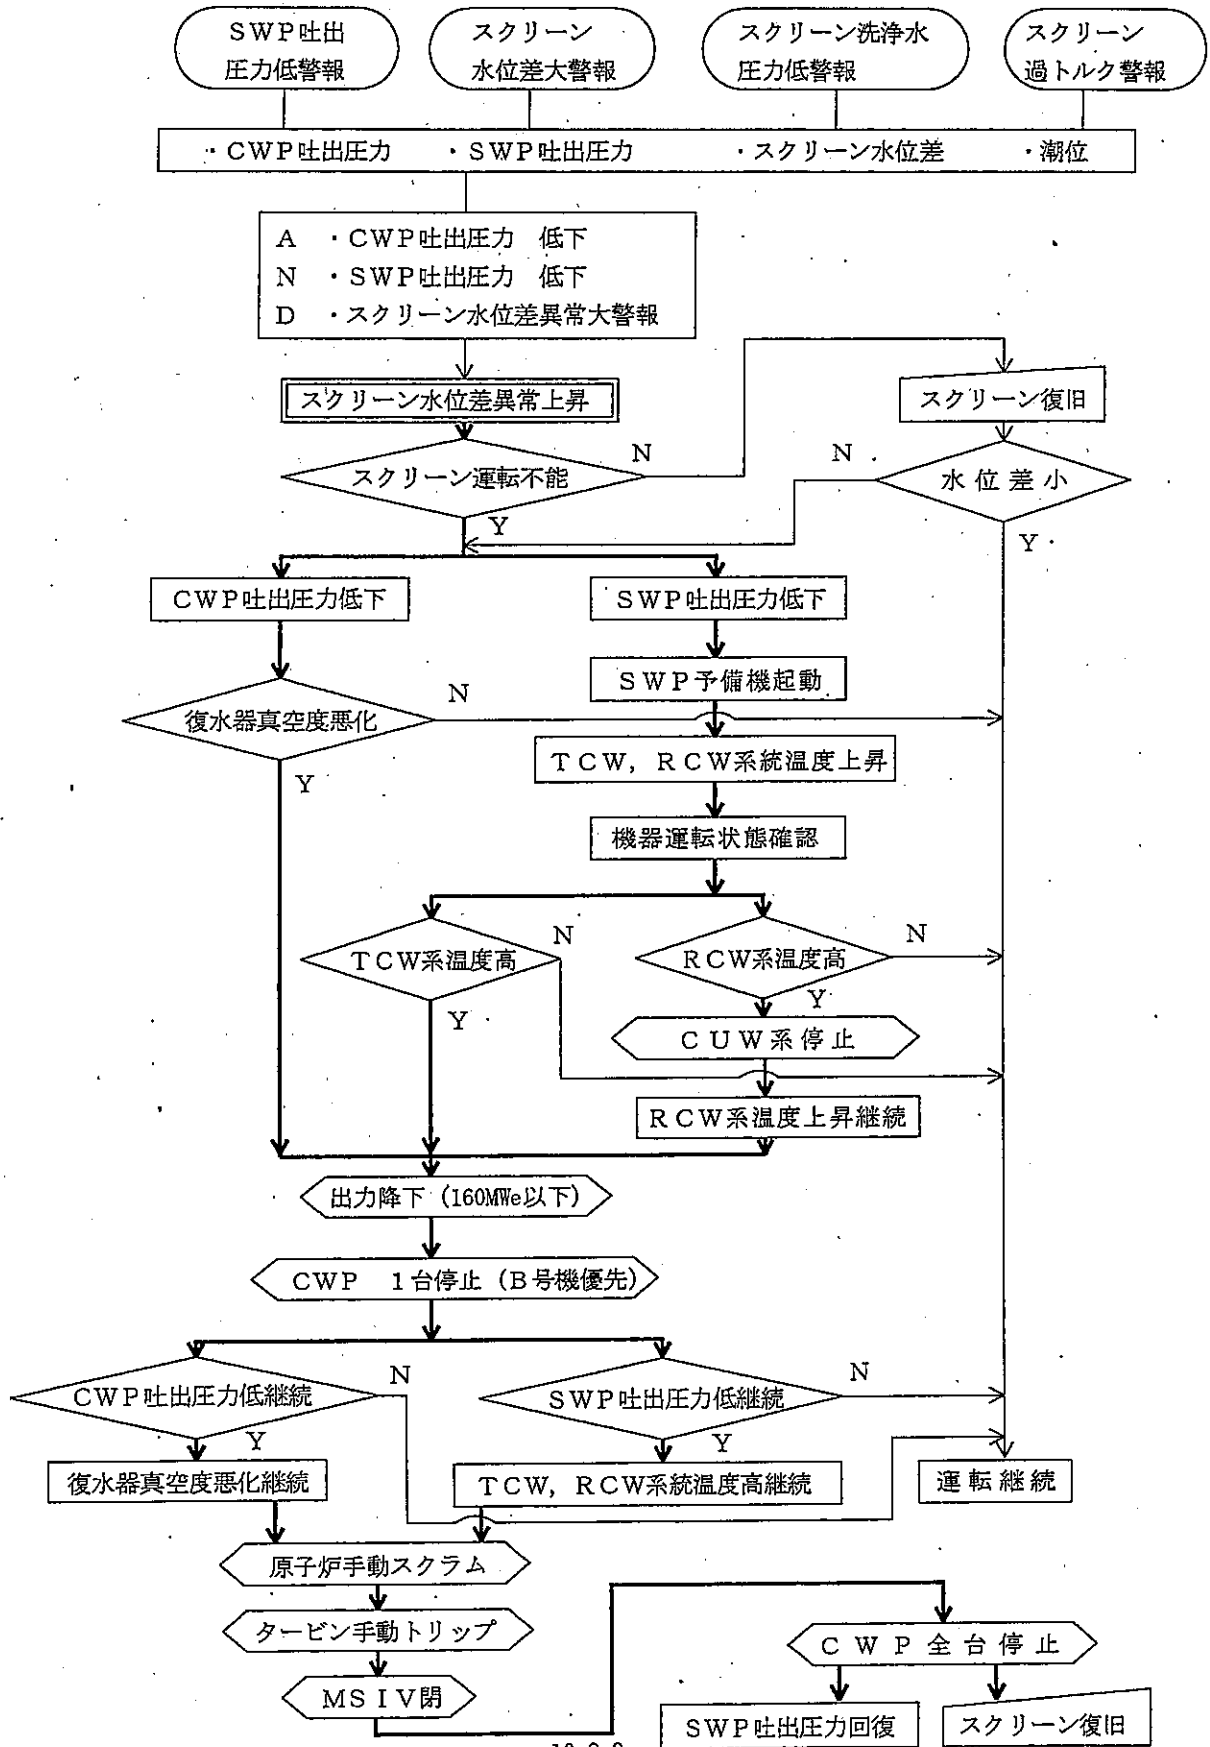 SWP吐出
圧力低警報
スクリーン
水位差大警報
スクリーン洗浄水
圧力低警報
スクリーン
過トルク警報
・CWP吐出圧力 ・SWP吐出圧力 ・スクリーン水位差 ・潮位
A ・CWP吐出圧力 低下
N ・SWP吐出圧力 低下
D ・スクリーン水位差異常大警報
スクリーン水位差異常上昇
スクリーン復旧
スクリーン運転不能
N
N
水位差小
Y
Y
CWP吐出圧力低下
SWP吐出圧力低下
SWP予備機起動
復水器真空度悪化
N
Y
TCW，RCW系統温度上昇
機器運転状態確認
TCW系温度高
N
RCW系温度高
N
Y
Y
CUW系停止
RCW系温度上昇継続
出力降下（160MWe以下）
CWP 1台停止（B号機優先）
CWP吐出圧力低継続
N
SWP吐出圧力低継続
N
Y
Y
復水器真空度悪化継続
TCW，RCW系統温度高継続
運転継続
原子炉手動スクラム
タービン手動トリップ
CWP全台停止
MSIV閉
SWP吐出圧力回復
スクリーン復旧